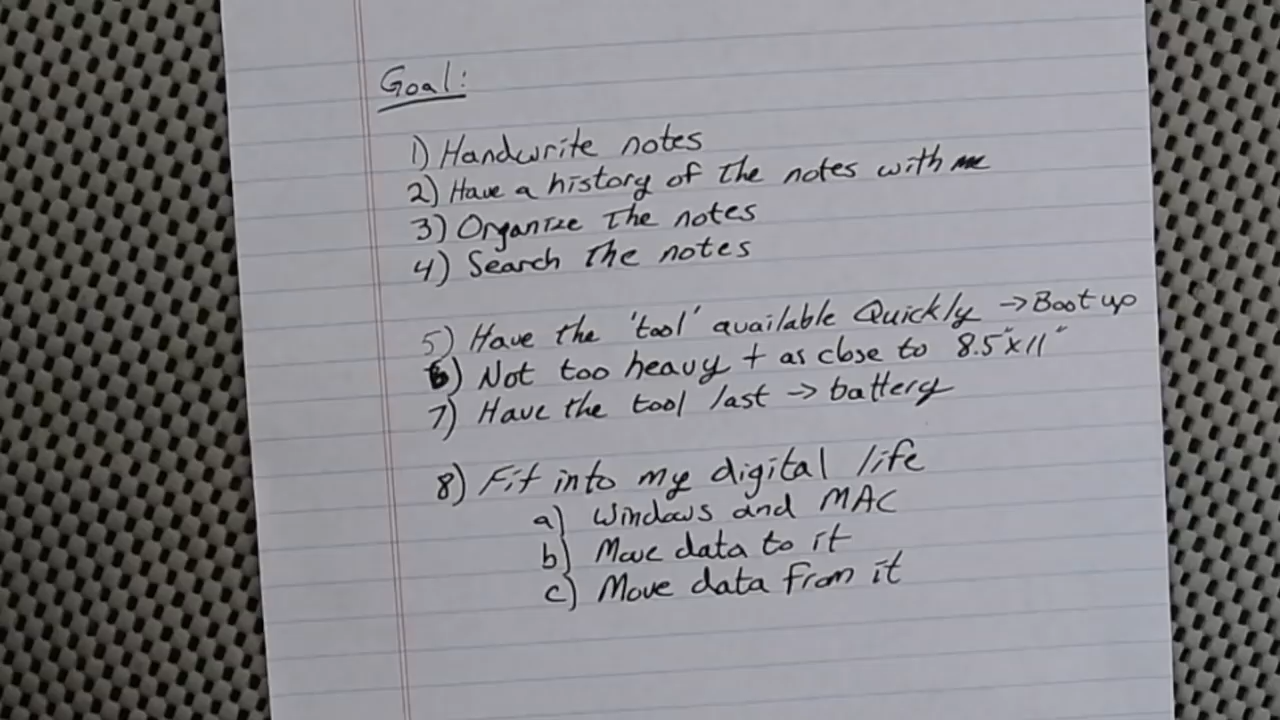 Goal:
1) Handwrite notes
2) Have a history of the notes with me
3) Organize the notes
4) Search the notes
5) Have the 'tool' available Quickly → Boot up
6) Not too heavy + as close to 8.5"x11"
7) Have the tool last → battery
8) Fit into my digital life
a) Windows and MAC
b) Move data to it
c) Move data from it